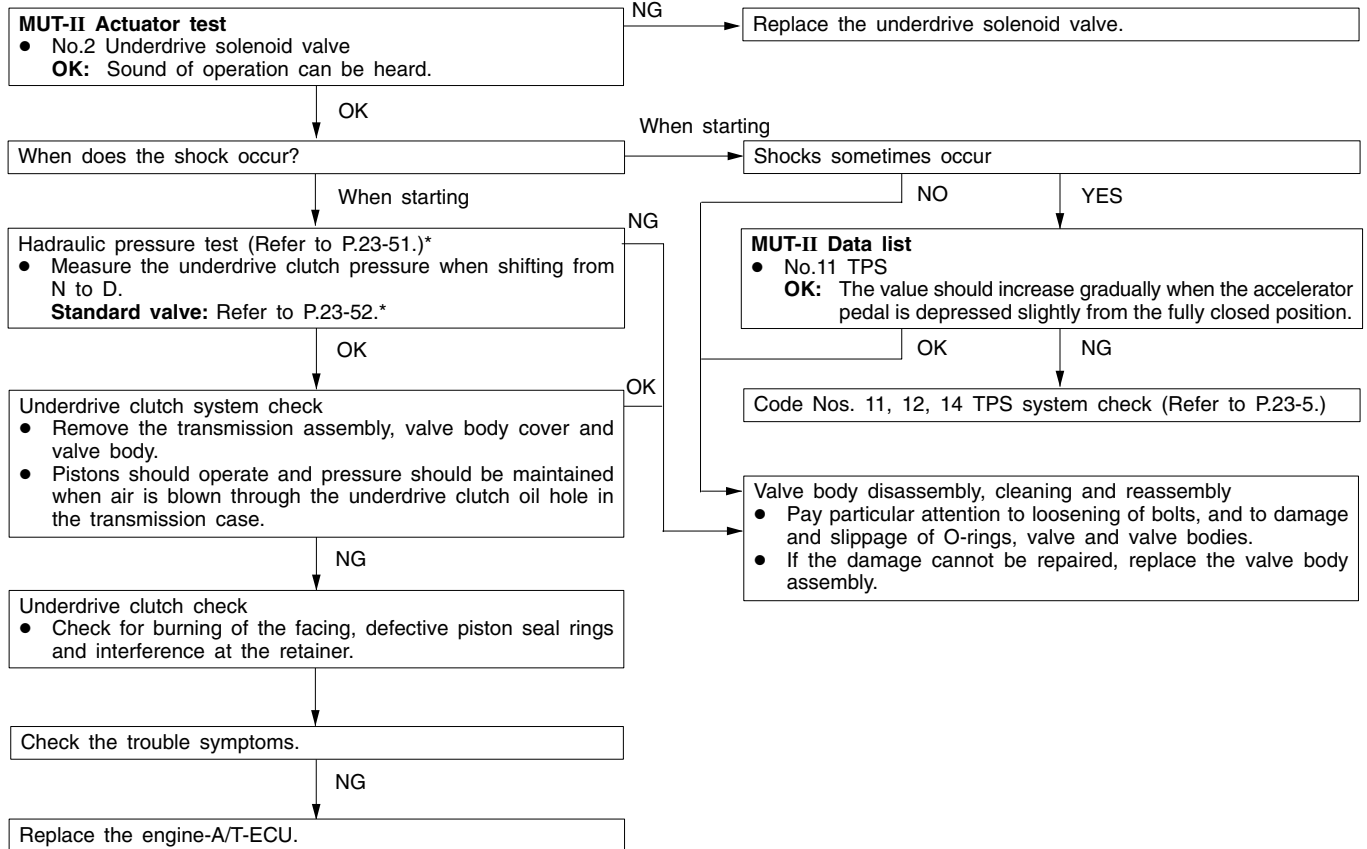 MUT-II Actuator test
● No.2 Underdrive solenoid valve
OK: Sound of operation can be heard.
NG
Replace the underdrive solenoid valve.
OK
When does the shock occur?
When starting
Shocks sometimes occur
When starting
NO
YES
NG
Hadraulic pressure test (Refer to P.23-51.)*
● Measure the underdrive clutch pressure when shifting from
N to D.
Standard valve: Refer to P.23-52.*
MUT-II Data list
● No.11 TPS
OK: The value should increase gradually when the accelerator
pedal is depressed slightly from the fully closed position.
OK
OK
NG
OK
Underdrive clutch system check
● Remove the transmission assembly, valve body cover and
valve body.
● Pistons should operate and pressure should be maintained
when air is blown through the underdrive clutch oil hole in
the transmission case.
Code Nos. 11, 12, 14 TPS system check (Refer to P.23-5.)
Valve body disassembly, cleaning and reassembly
● Pay particular attention to loosening of bolts, and to damage
and slippage of O-rings, valve and valve bodies.
● If the damage cannot be repaired, replace the valve body
assembly.
NG
Underdrive clutch check
● Check for burning of the facing, defective piston seal rings
and interference at the retainer.
Check the trouble symptoms.
NG
Replace the engine-A/T-ECU.